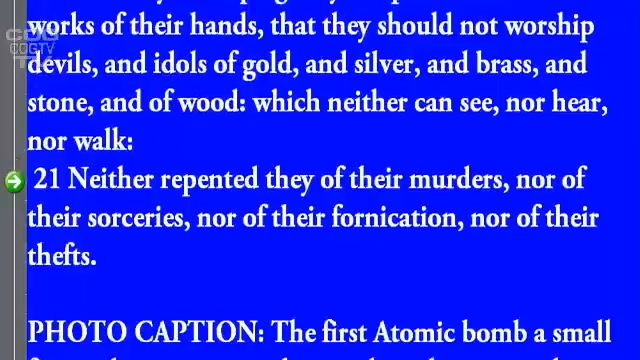 works of their hands, that they should not worship
devils, and idols of gold, and silver, and brass, and
stone, and of wood: which neither can see, nor hear,
nor walk:
21 Neither repented they of their murders, nor of
their sorceries, nor of their fornication, nor of their
thefts.
PHOTO CAPTION: The first Atomic bomb a small
COGTV